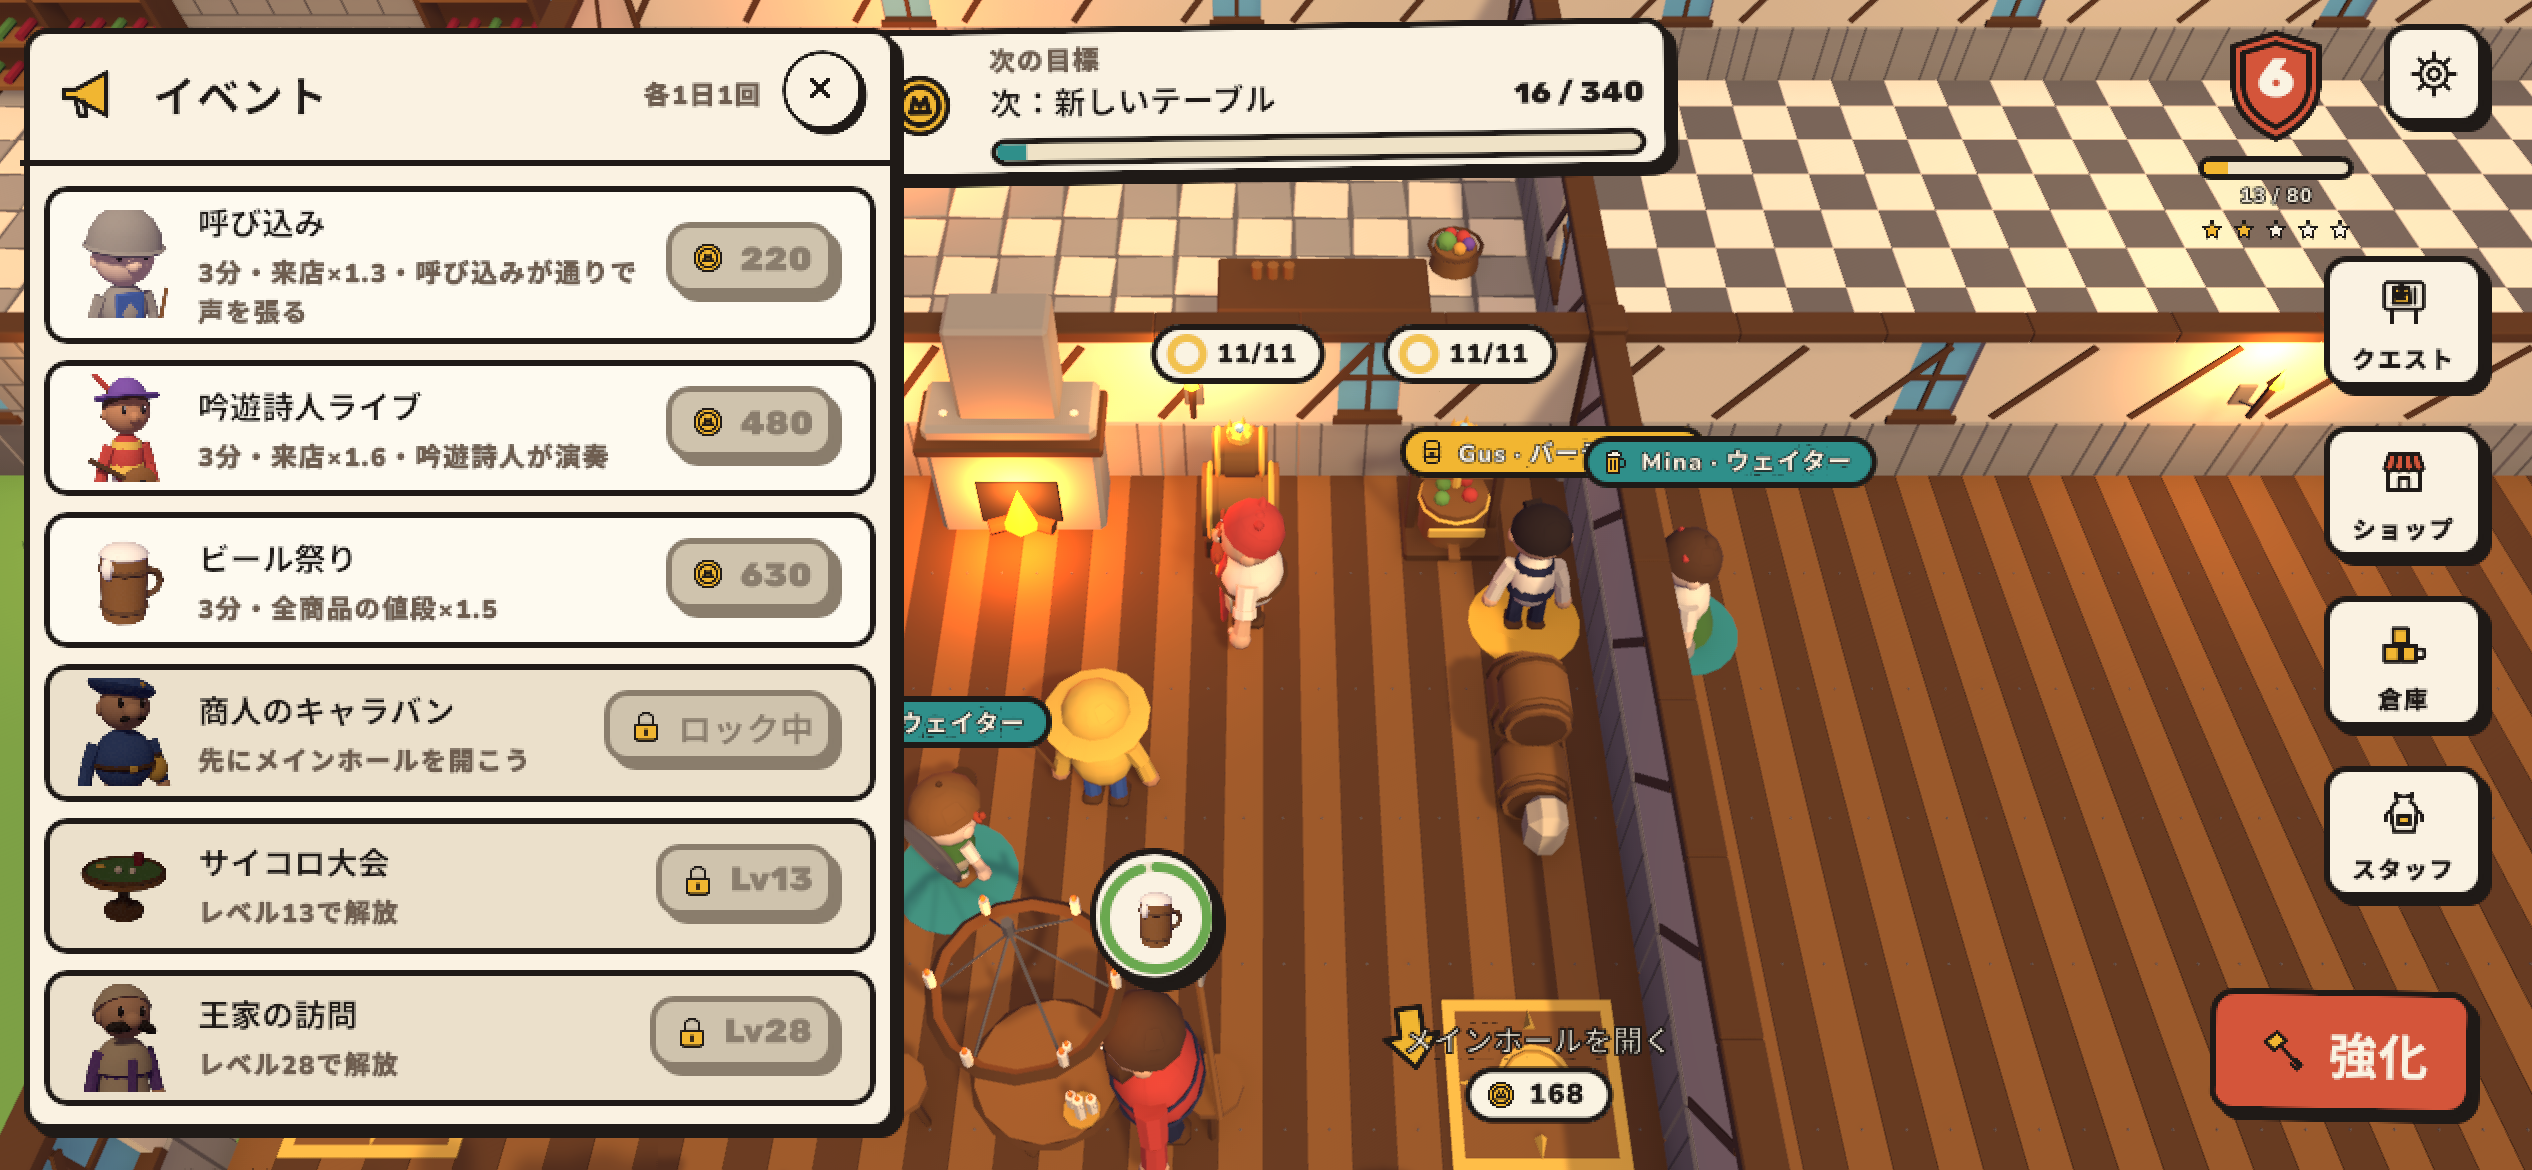 イベント
各1日1回
呼び込み
3分・来店×1.3・呼び込みが通りで
声を張る
220
吟遊詩人ライブ
3分・来店×1.6・吟遊詩人が演奏
480
ビール祭り
3分・全商品の値段×1.5
630
商人のキャラバン
先にメインホールを開こう
ロック中
サイコロ大会
レベル13で解放
Lv13
王家の訪問
レベル28で解放
Lv28
次の目標
次：新しいテーブル
16 / 340
6
13 / 80
11/11
11/11
Gus・バー
Mina・ウェイター
ウェイター
メインホールを開く
168
クエスト
ショップ
倉庫
スタッフ
強化